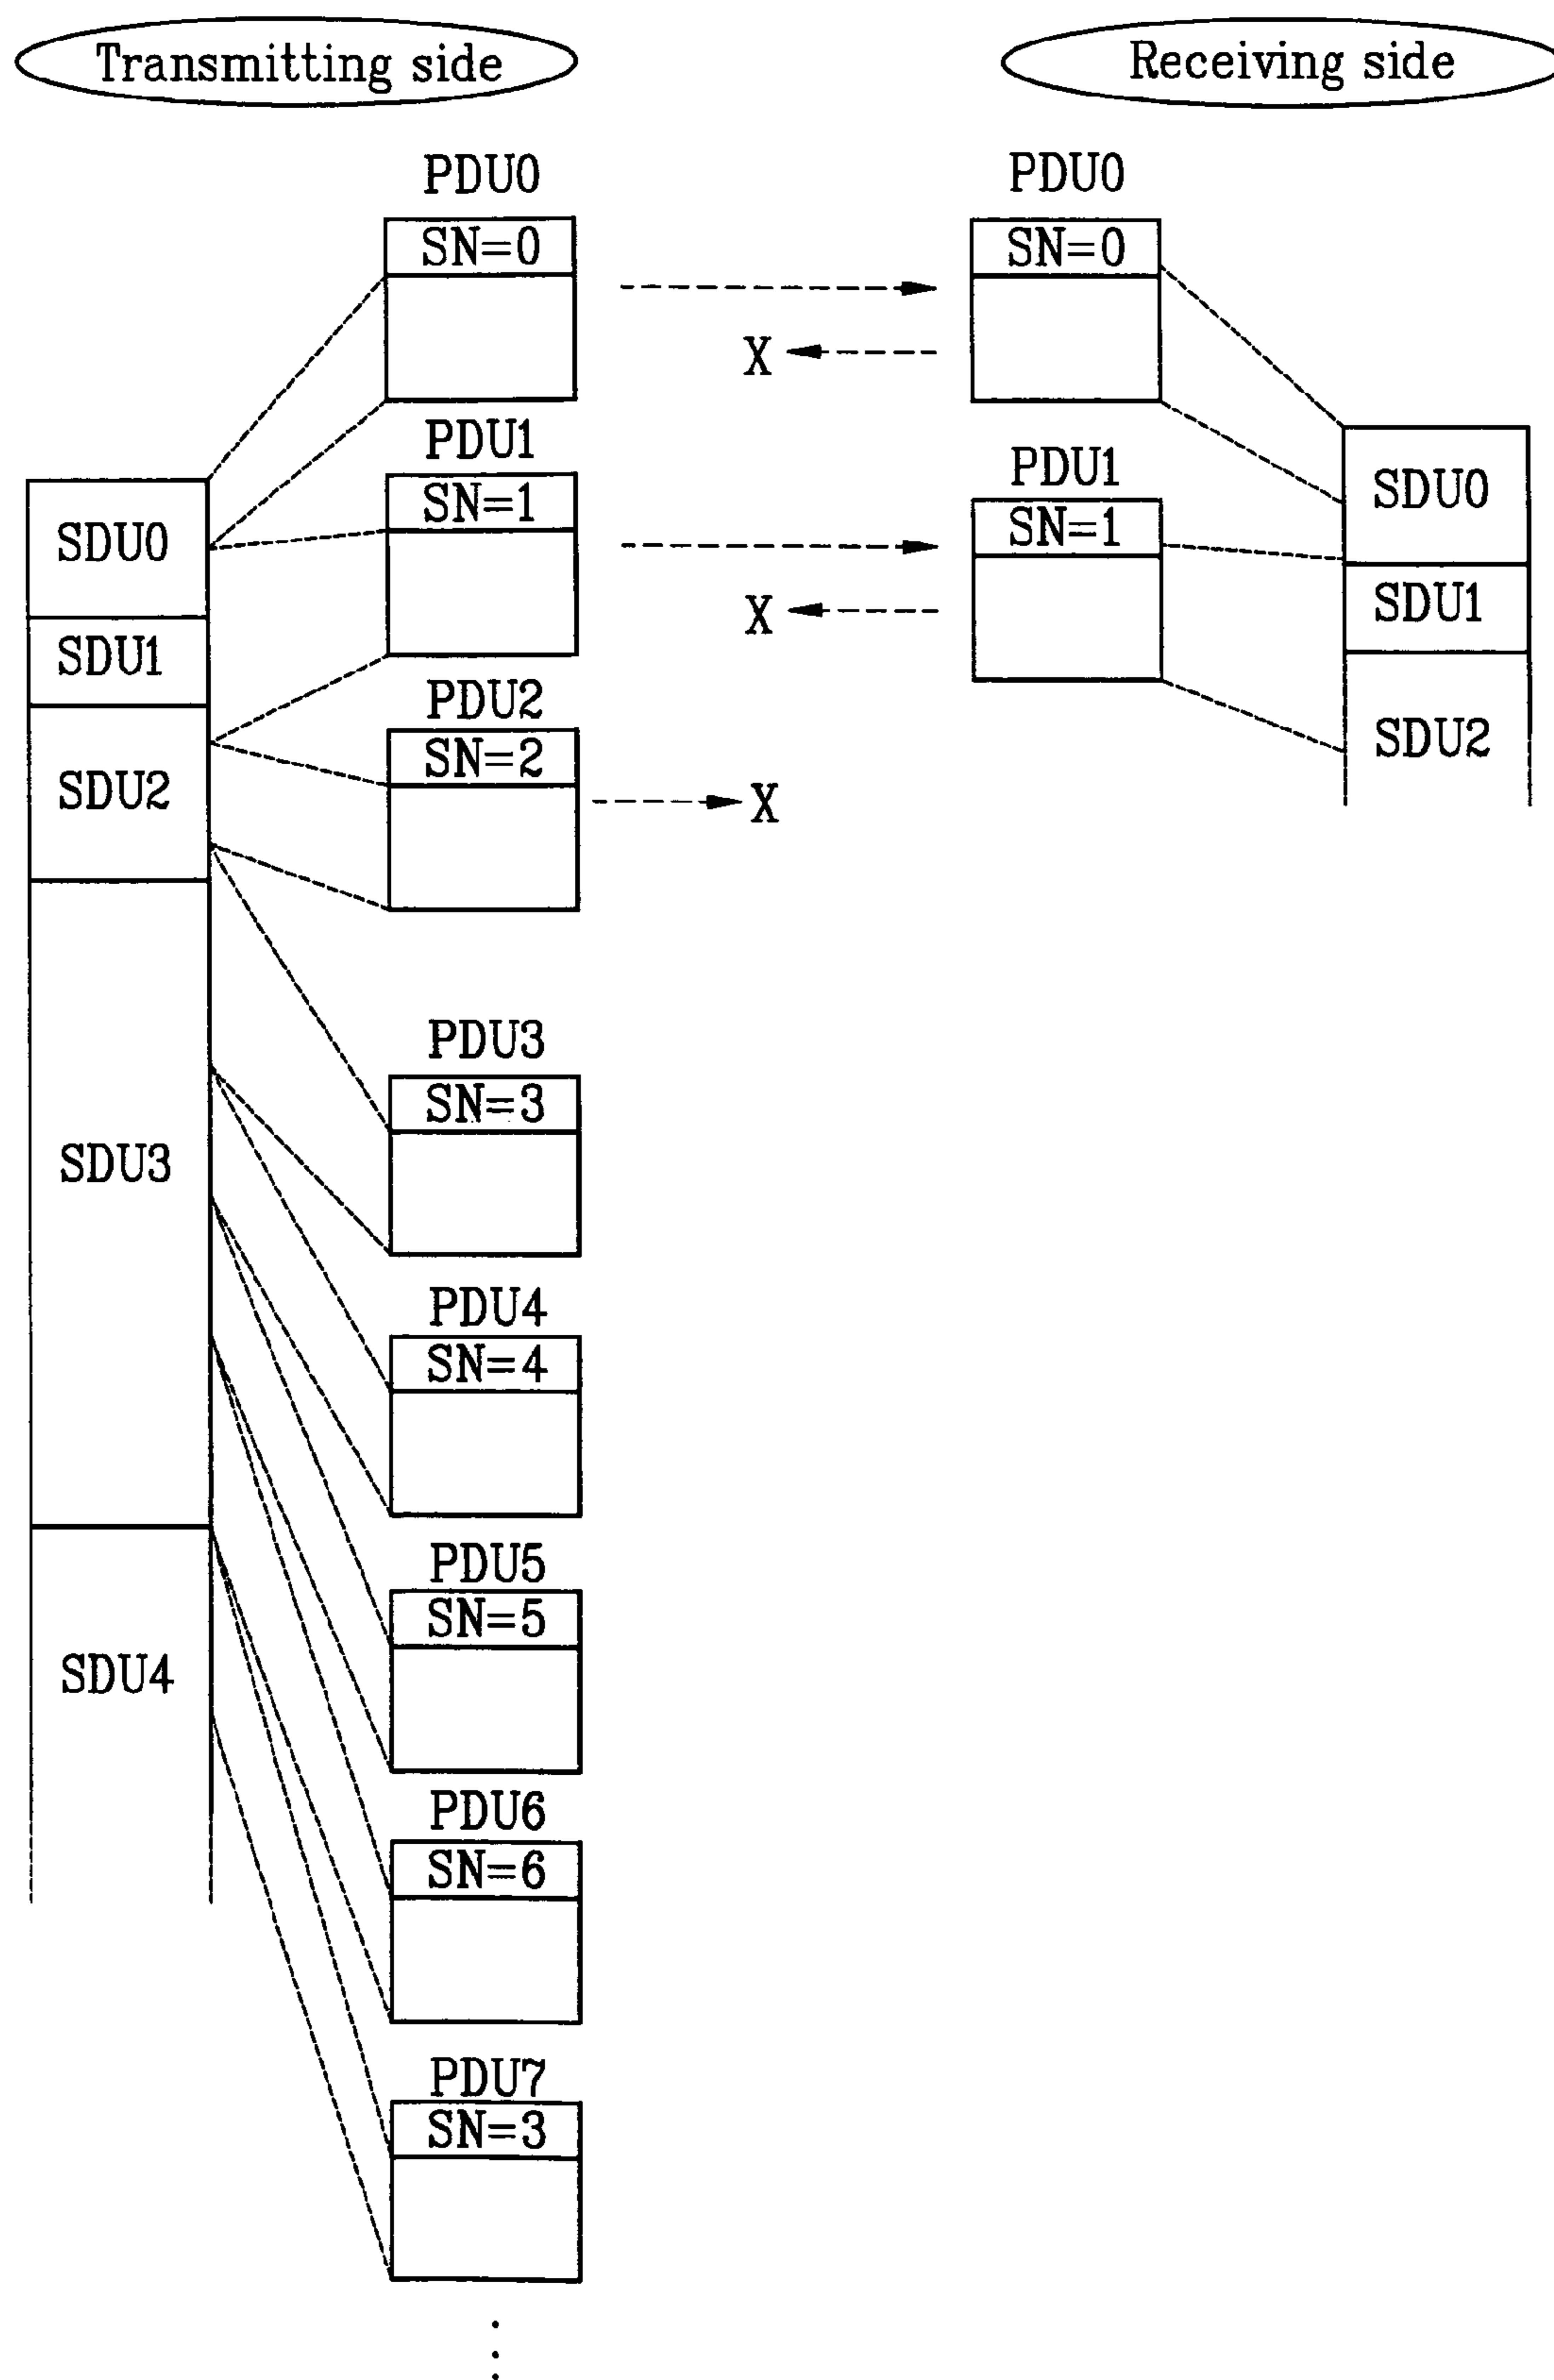 Transmitting side
Receiving side
PDU0
SN=0
X
PDU1
SN=1
X
PDU2
SN=2
X
PDU3
SN=3
PDU4
SN=4
PDU5
SN=5
PDU6
SN=6
PDU7
SN=3
SDU0
SDU1
SDU2
SDU3
SDU4
PDU0
SN=0
PDU1
SN=1
SDU0
SDU1
SDU2